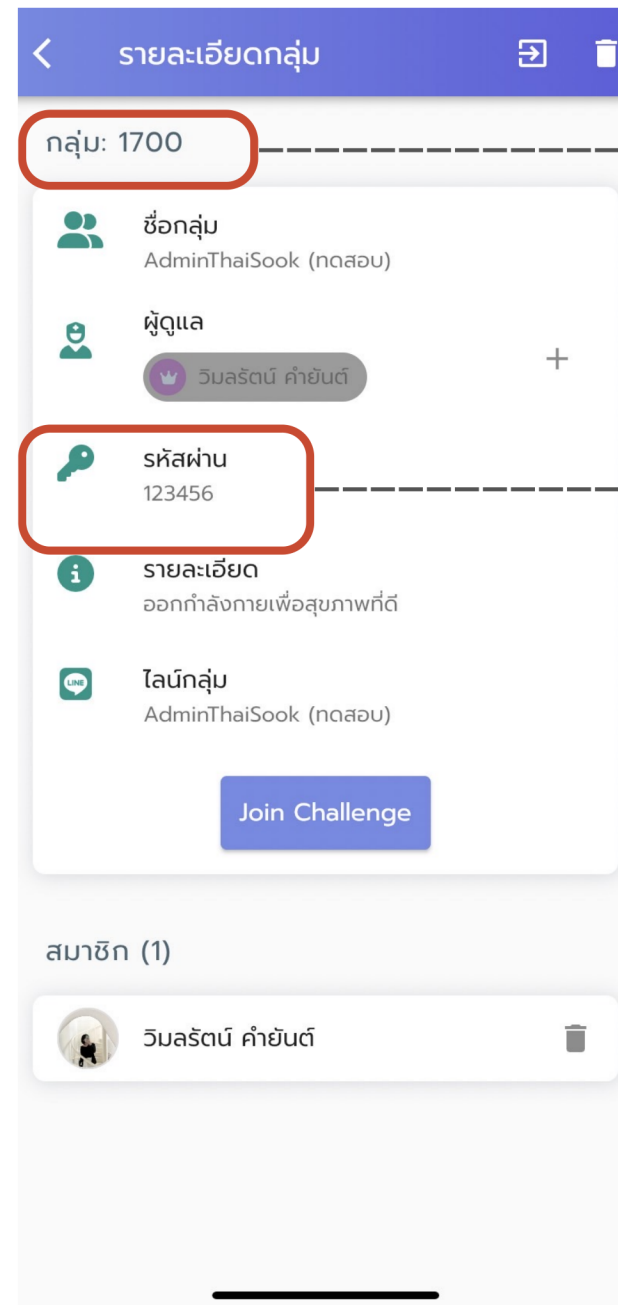 รายละเอียดกลุ่ม
กลุ่ม: 1700
ชื่อกลุ่ม
AdminThaiSook (ทดสอบ)
ผู้ดูแล
วิมลรัตน์ คำยันต์
รหัสผ่าน
123456
รายละเอียด
ออกกำลังกายเพื่อสุขภาพที่ดี
LINE
ไลน์กลุ่ม
AdminThaiSook (ทดสอบ)
Join Challenge
สมาชิก (1)
วิมลรัตน์ คำยันต์